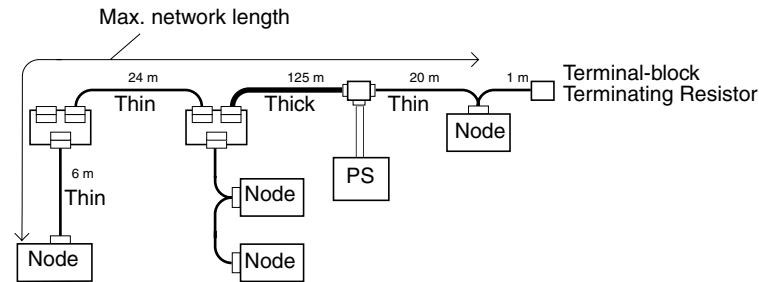 Max. network length
24 m
Thin
125 m
Thick
20 m
Thin
1 m
Terminal-block
Terminating Resistor
Node
PS
6 m
Thin
Node
Node
Node